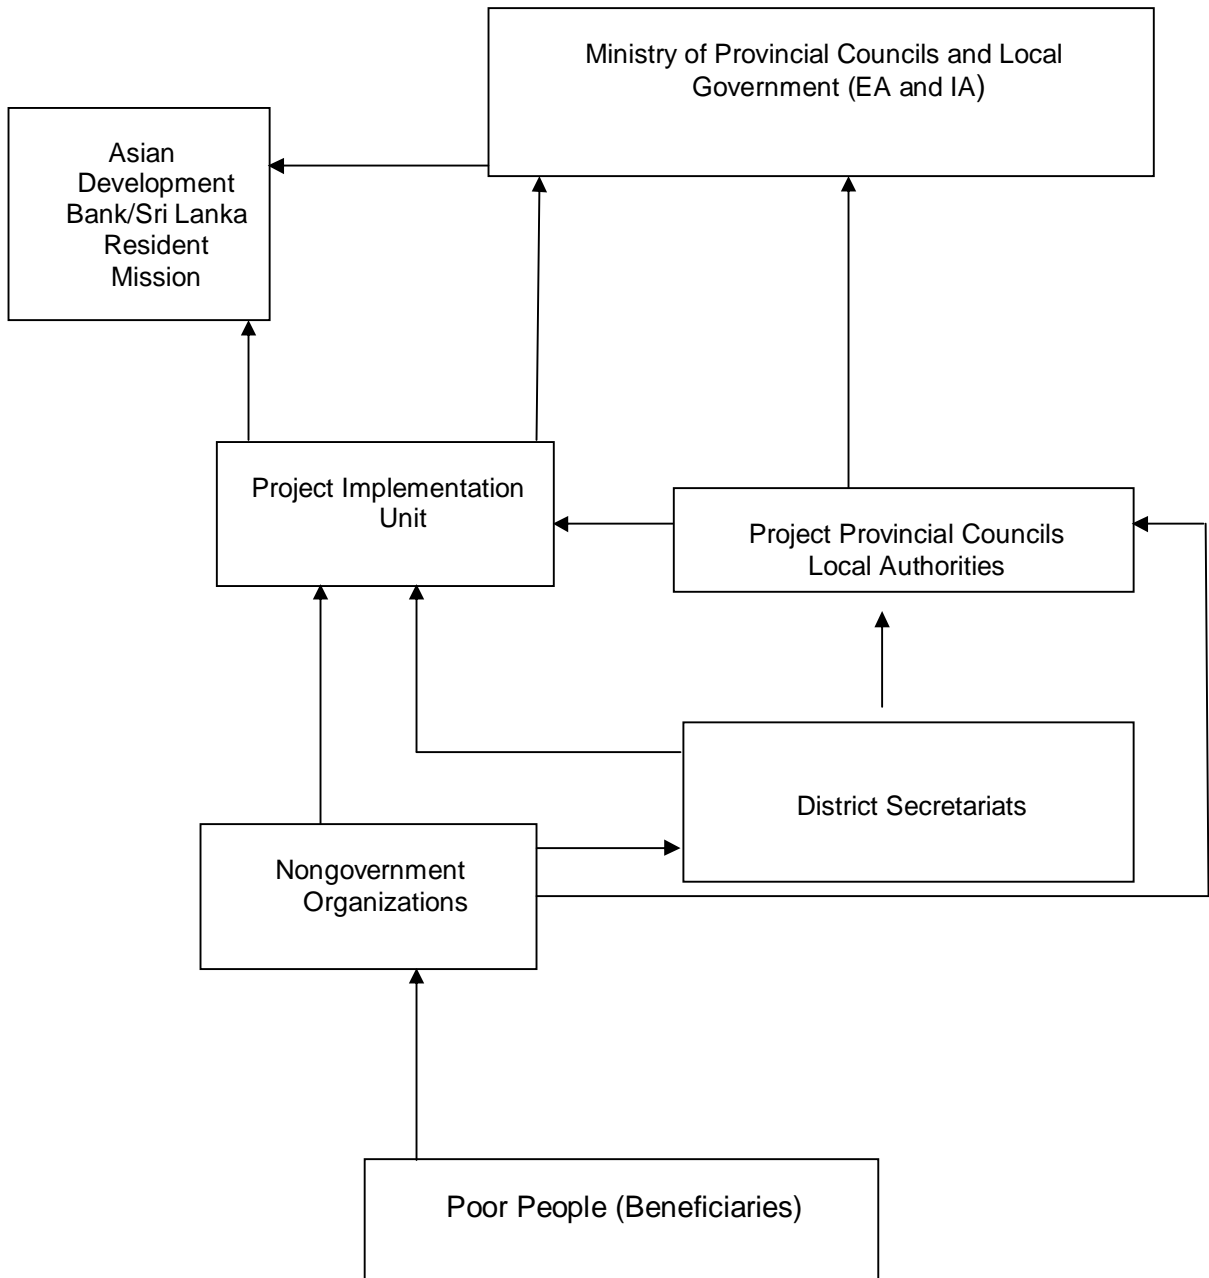 Ministry of Provincial Councils and Local
Government (EA and IA)
Asian
Development
Bank/Sri Lanka
Resident
Mission
Project Implementation
Unit
Project Provincial Councils
Local Authorities
District Secretariats
Nongovernment
Organizations
Poor People (Beneficiaries)